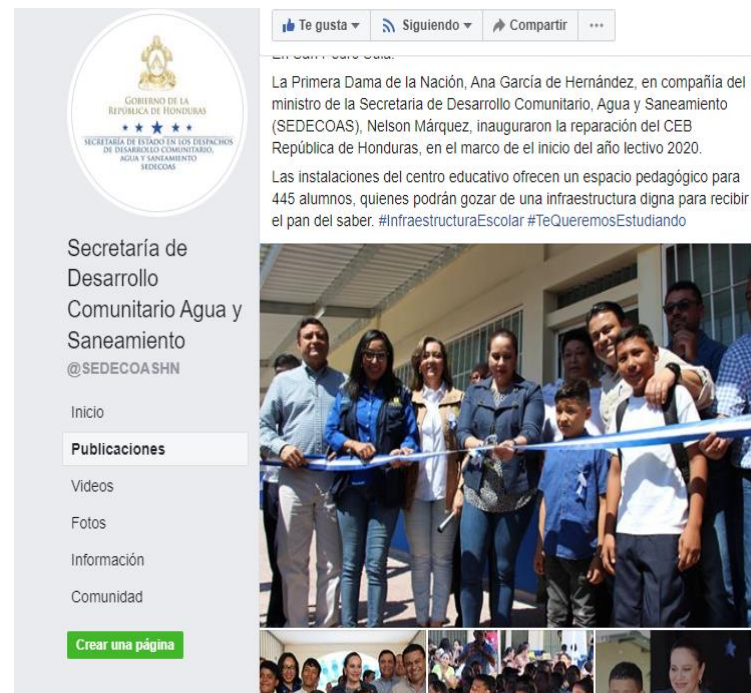 Te gusta
Siguiendo
Compartir
GOBIERNO DE LA
REPÚBLICA DE HONDURAS
SECRETARÍA DE ESTADO EN LOS DESPACHOS
DE DESARROLLO COMUNITARIO,
AGUA Y SANEAMIENTO
SEDECOAS
Secretaría de
Desarrollo
Comunitario Agua y
Saneamiento
@SEDECOASHN
Inicio
Publicaciones
Videos
Fotos
Información
Comunidad
Crear una página
En San Pedro Sula.
La Primera Dama de la Nación, Ana García de Hernández, en compañía del
ministro de la Secretaria de Desarrollo Comunitario, Agua y Saneamiento
(SEDECOAS), Nelson Márquez, inauguraron la reparación del CEB
República de Honduras, en el marco de el inicio del año lectivo 2020.
Las instalaciones del centro educativo ofrecen un espacio pedagógico para
445 alumnos, quienes podrán gozar de una infraestructura digna para recibir
el pan del saber. #InfraestructuraEscolar #TeQueremosEstudiando